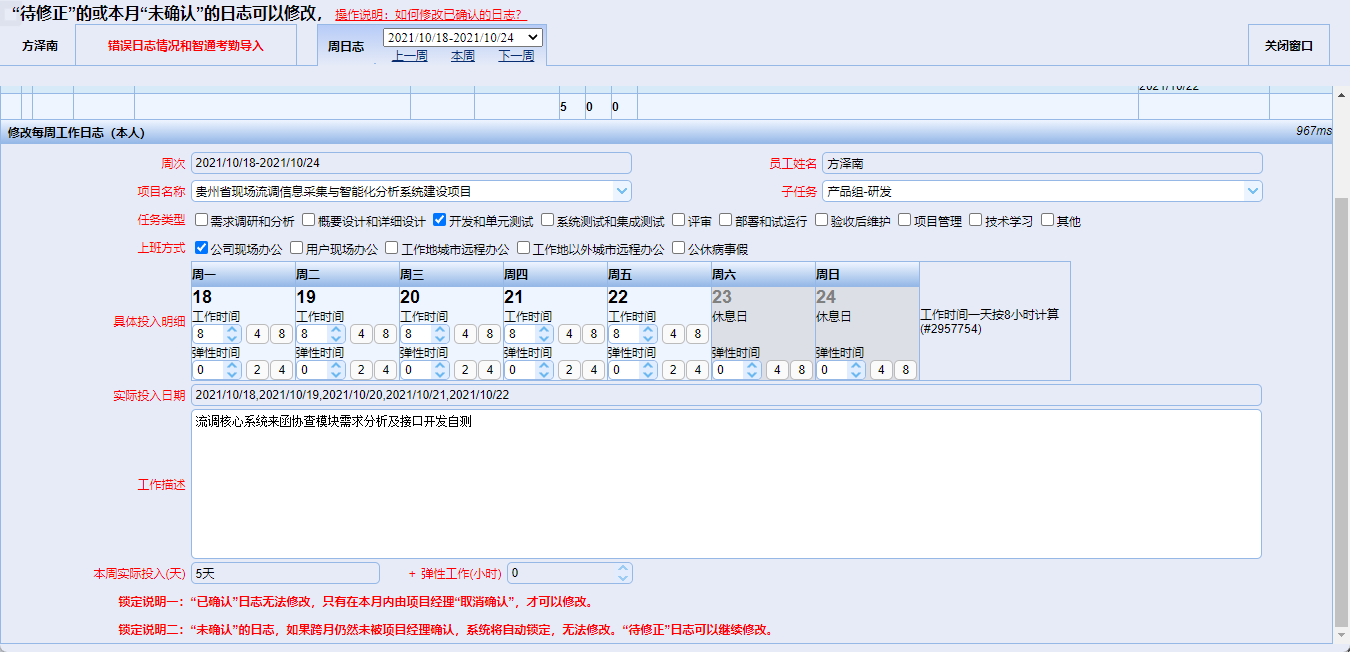 “待修正”的或本月“未确认”的日志可以修改， 操作说明：如何修改已确认的日志？
方泽南 错误日志情况和智通考勤导入 周日志 2021/10/18-2021/10/24 关闭窗口
上一周 本周 下一周
2021/10/22
5 0 0
修改每周工作日志（本人） 967ms
周次 2021/10/18-2021/10/24 员工姓名 方泽南
项目名称 贵州省现场流调信息采集与智能化分析系统建设项目 子任务 产品组-研发
任务类型 需求调研和分析 概要设计和详细设计 开发和单元测试 系统测试和集成测试 评审 部署和试运行 验收后维护 项目管理 技术学习 其他
上班方式 公司现场办公 用户现场办公 工作地城市远程办公 工作地以外城市远程办公 公休病事假
周一 周二 周三 周四 周五 周六 周日
18 19 20 21 22 23 24
工作时间 工作时间 工作时间 工作时间 工作时间 休息日 休息日
具体投入明细 8 4 8 8 4 8 8 4 8 8 4 8 8 4 8 工作时间一天按8小时计算
(#2957754)
弹性时间 弹性时间 弹性时间 弹性时间 弹性时间 弹性时间 弹性时间
0 2 4 0 2 4 0 2 4 0 2 4 0 2 4 0 4 8 0 4 8
实际投入日期 2021/10/18,2021/10/19,2021/10/20,2021/10/21,2021/10/22
流调核心系统来函协查模块需求分析及接口开发自测
工作描述
本周实际投入(天) 5天 + 弹性工作(小时) 0
锁定说明一：“已确认”日志无法修改，只有在本月内由项目经理“取消确认”，才可以修改。
锁定说明二：“未确认”的日志，如果跨月仍然未被项目经理确认，系统将自动锁定，无法修改。“待修正”日志可以继续修改。